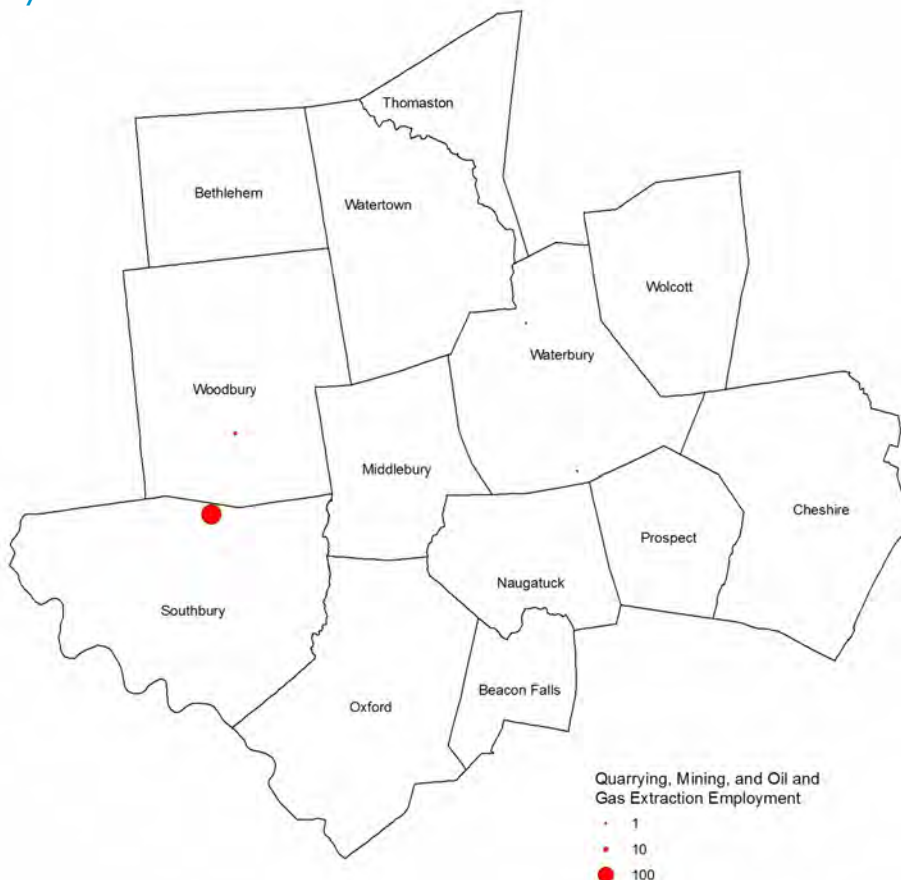 Thomaston
Bethlehem
Watertown
Wolcott
Waterbury
Woodbury
Middlebury
Cheshire
Prospect
Naugatuck
Southbury
Beacon Falls
Oxford
Quarrying, Mining, and Oil and
Gas Extraction Employment
1
10
100